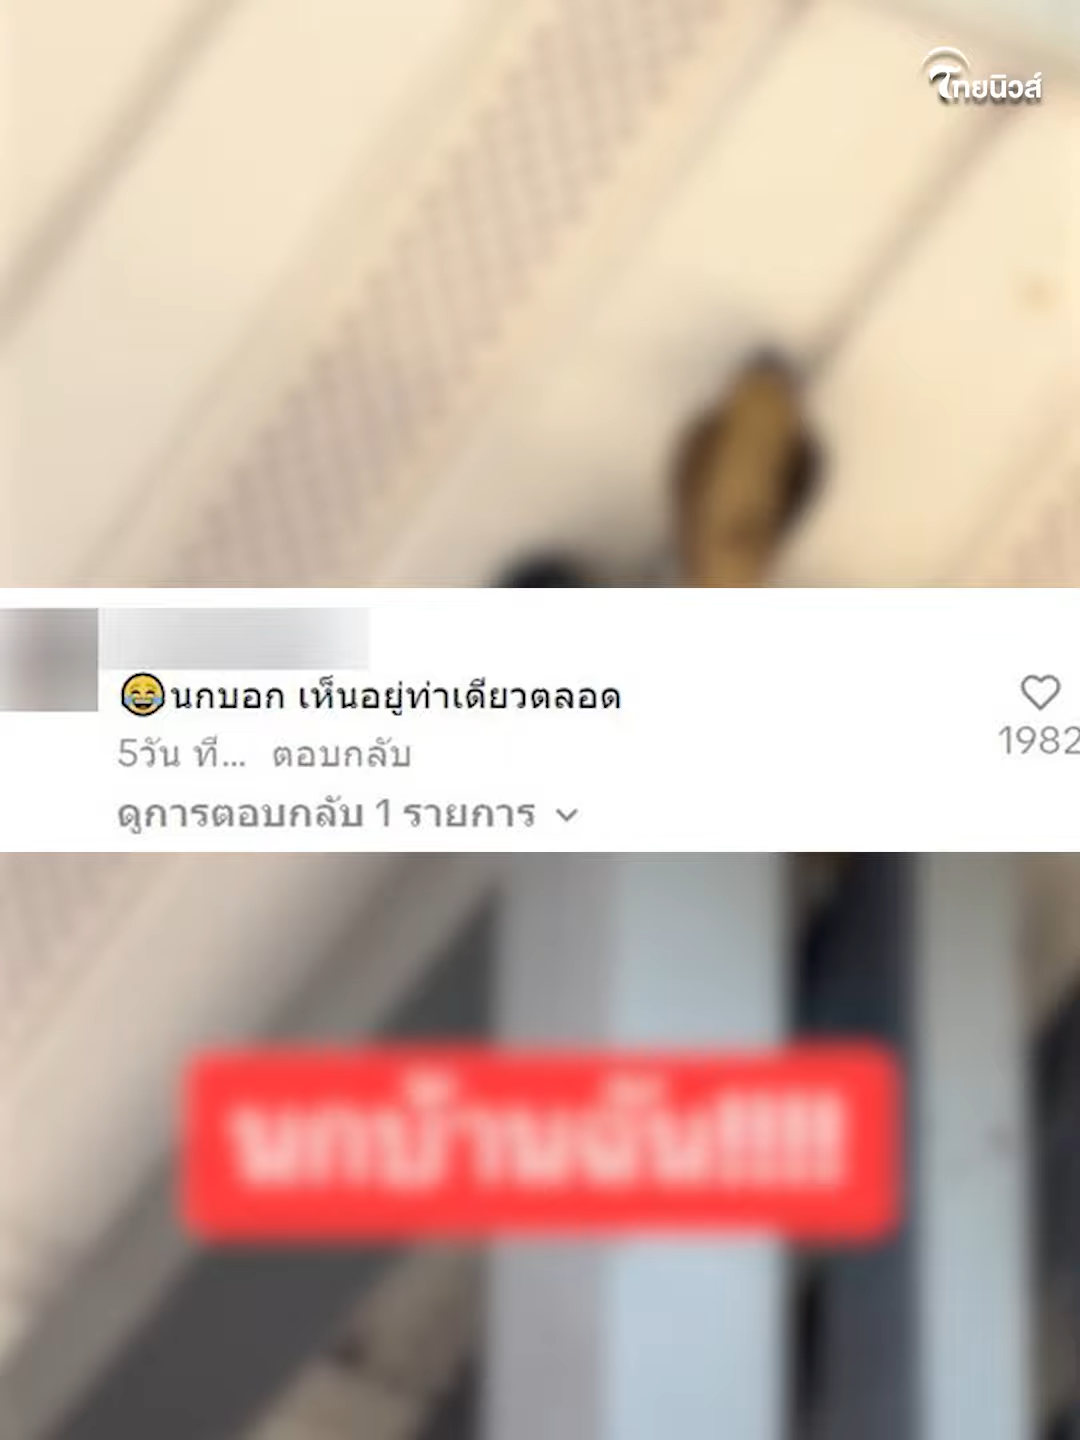 ไทยนิวส์
😂นกบอก เห็นอยู่ท่าเดียวตลอด
1982
5วัน ที่... ตอบกลับ
ดูการตอบกลับ 1 รายการ
นกบ้านฉัน!!!!!